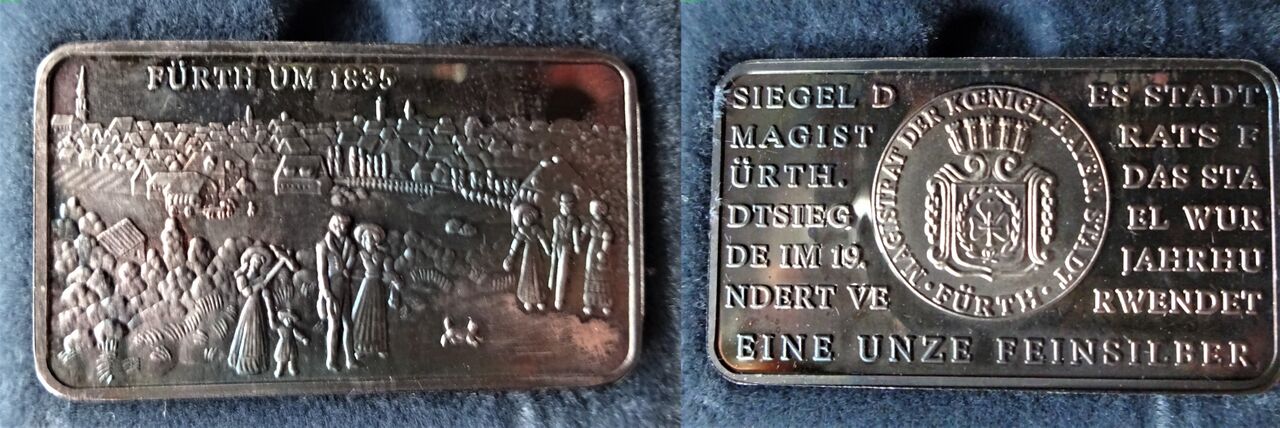 FÜRTH UM 1835
SIEGEL D ES STADT
MAGIST RATS F
ÜRTH. DAS STA
DTSIEG EL WUR
DE IM 19. JAHRHU
NDERT VE RWENDET
MAGISTRAT DER KŒNIGL. BAYER. STADT
· FÜRTH ·
EINE UNZE FEINSILBER